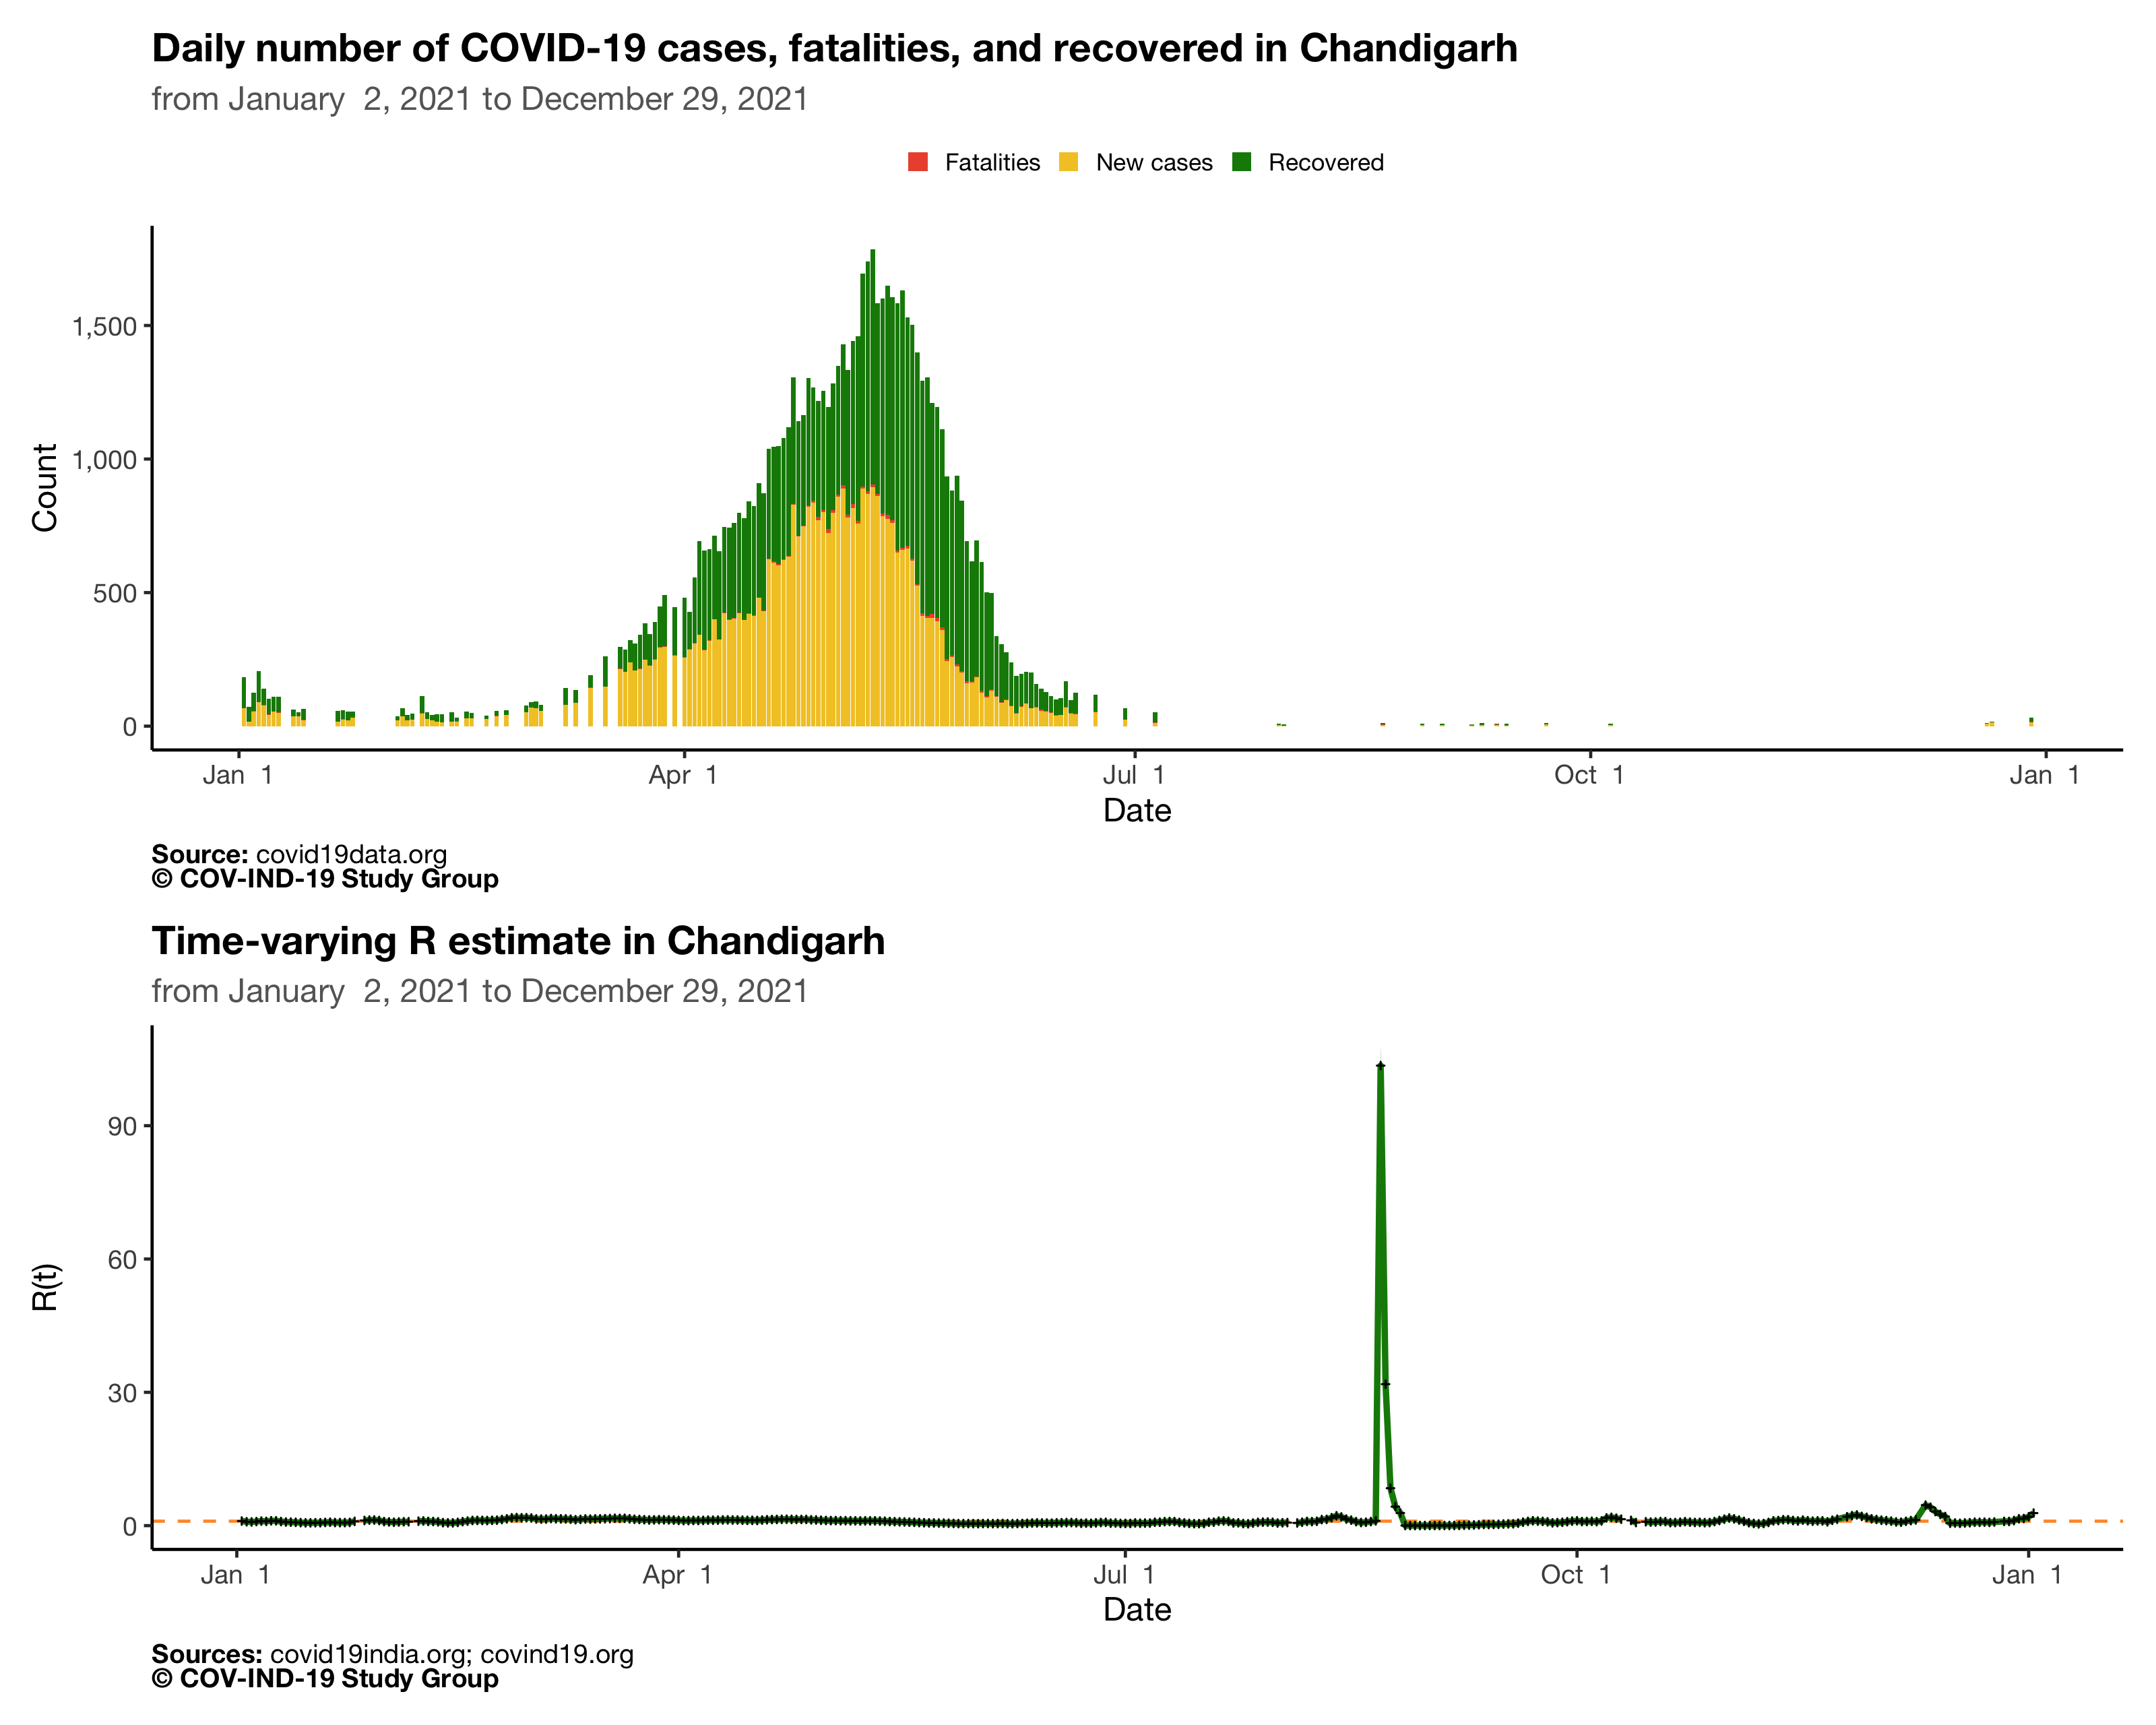 Daily number of COVID-19 cases, fatalities, and recovered in Chandigarh
from January  2, 2021 to December 29, 2021
Fatalities New cases Recovered
1,500
1,000
500
0
Count
Jan  1 Apr  1 Jul  1 Oct  1 Jan  1
Date
Source: covid19data.org
© COV-IND-19 Study Group
Time-varying R estimate in Chandigarh
from January  2, 2021 to December 29, 2021
90
60
30
0
R(t)
Jan  1 Apr  1 Jul  1 Oct  1 Jan  1
Date
Sources: covid19india.org; covind19.org
© COV-IND-19 Study Group